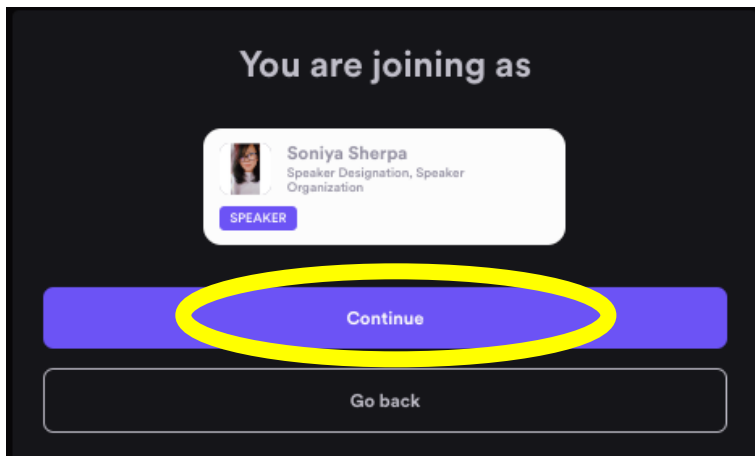 You are joining as
Soniya Sherpa
Speaker Designation, Speaker
Organization
SPEAKER
Continue
Go back